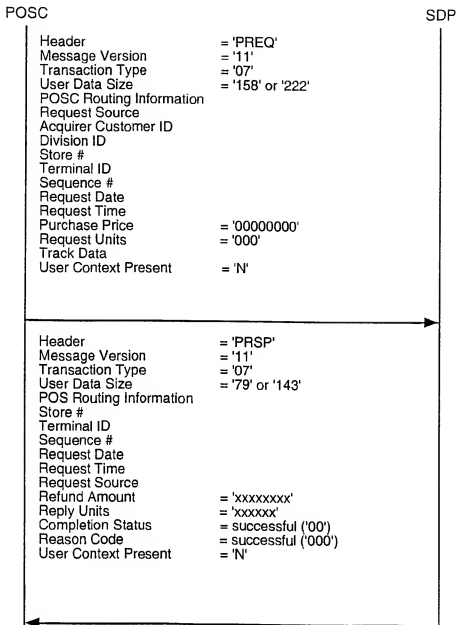 POSC SDP
Header = 'PREQ'
Message Version = '11'
Transaction Type = '07'
User Data Size = '158' or '222'
POSC Routing Information
Request Source
Acquirer Customer ID
Division ID
Store #
Terminal ID
Sequence #
Request Date
Request Time
Purchase Price = '00000000'
Request Units = '000'
Track Data
User Context Present = 'N'
Header = 'PRSP'
Message Version = '11'
Transaction Type = '07'
User Data Size = '79' or '143'
POS Routing Information
Store #
Terminal ID
Sequence #
Request Date
Request Time
Request Source
Refund Amount = 'xxxxxxxx'
Reply Units = 'xxxxxx'
Completion Status = successful ('00')
Reason Code = successful ('000')
User Context Present = 'N'